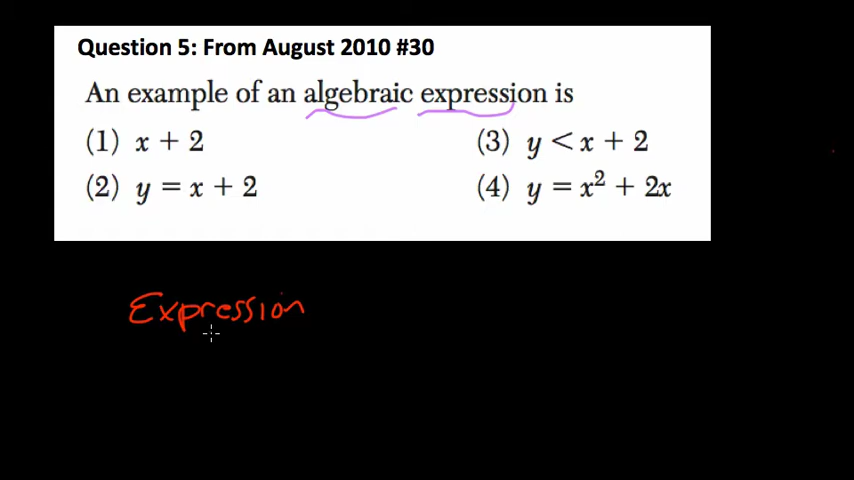 Question 5: From August 2010 #30
An example of an algebraic expression is
(1) x + 2
(3) y < x + 2
(2) y = x + 2
(4) y = x² + 2x
Expression